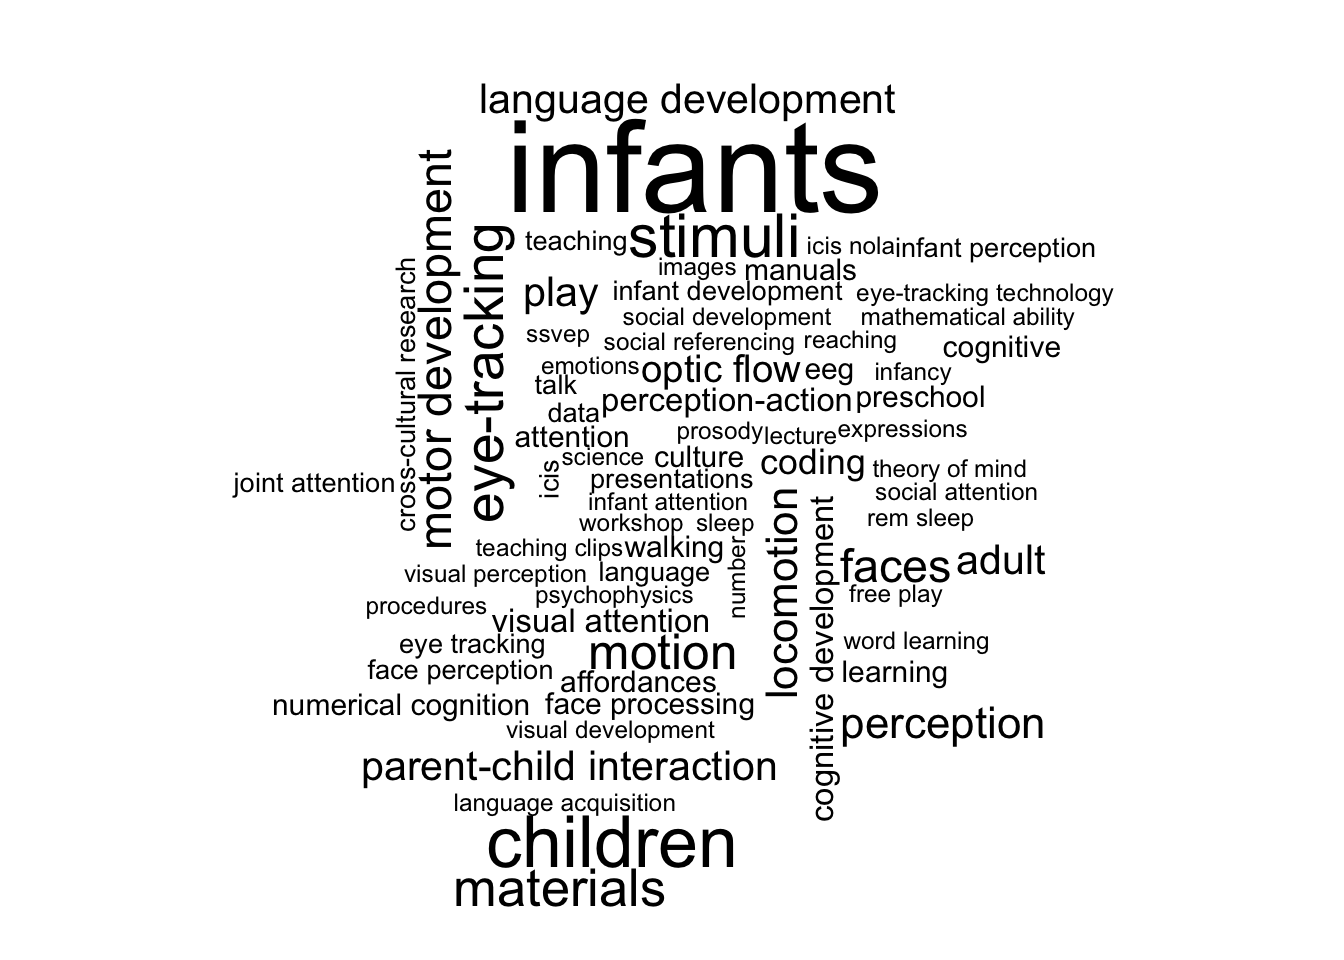 language development
infants
motor development
eye-tracking
cross-cultural research
teaching
stimuli
icis nola
infant perception
images
manuals
play
infant development
eye-tracking technology
social development
mathematical ability
ssvep
social referencing
reaching
cognitive
emotions
optic flow
eeg
infancy
talk
perception-action
preschool
data
attention
prosody
lecture
expressions
science
culture
coding
theory of mind
joint attention
icis
presentations
social attention
infant attention
workshop
sleep
rem sleep
teaching clips
walking
number
locomotion
cognitive development
faces
adult
visual perception
language
psychophysics
free play
procedures
visual attention
eye tracking
motion
word learning
face perception
affordances
learning
numerical cognition
face processing
visual development
perception
parent-child interaction
language acquisition
children
materials